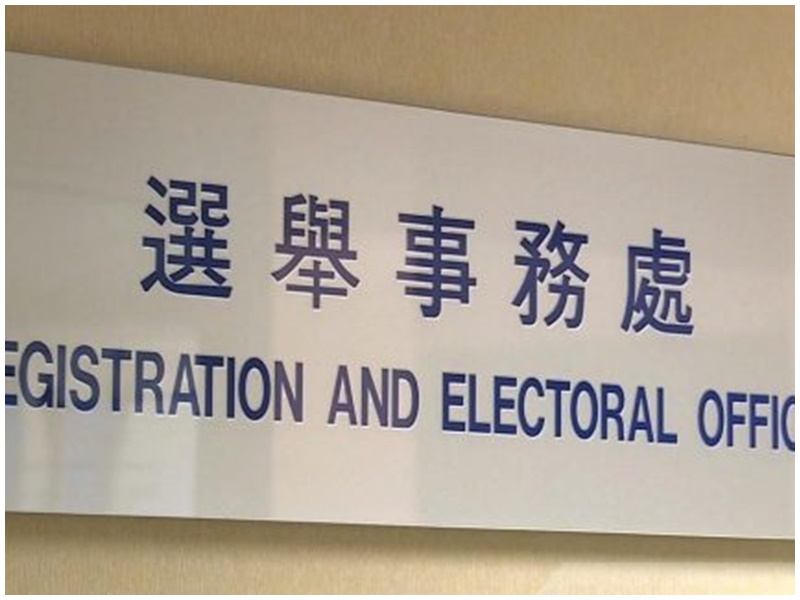 選舉事務處
EGISTRATION AND ELECTORAL OFFIC